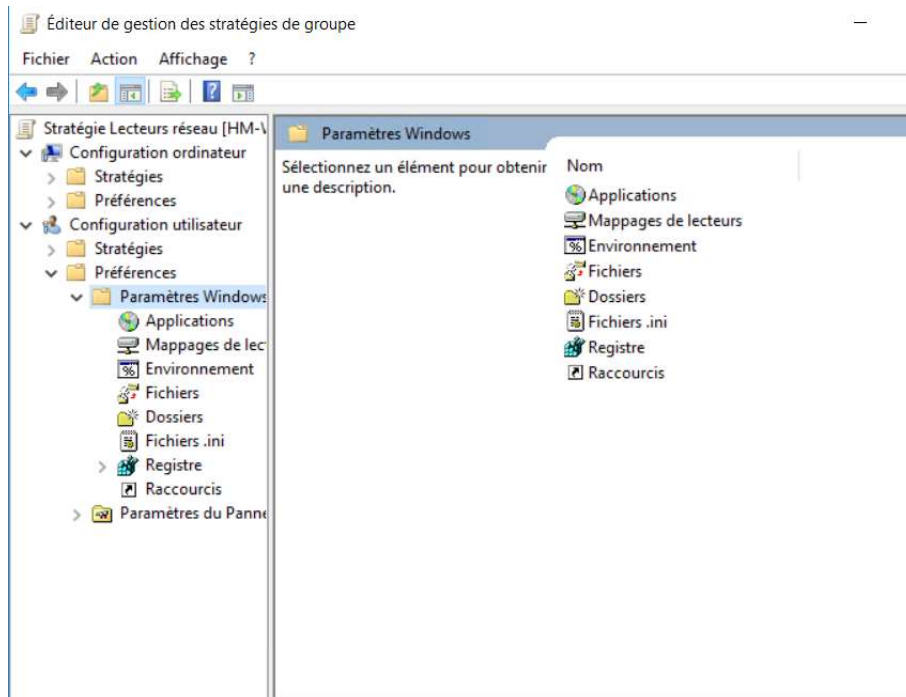 Éditeur de gestion des stratégies de groupe
Fichier Action Affichage ?
Stratégie Lecteurs réseau [HM-V
Configuration ordinateur
Stratégies
Préférences
Configuration utilisateur
Stratégies
Préférences
Paramètres Windows
Applications
Mappages de lec
Environnement
Fichiers
Dossiers
Fichiers .ini
Registre
Raccourcis
Paramètres du Panne
Paramètres Windows
Sélectionnez un élément pour obtenir
une description.
Nom
Applications
Mappages de lecteurs
Environnement
Fichiers
Dossiers
Fichiers .ini
Registre
Raccourcis